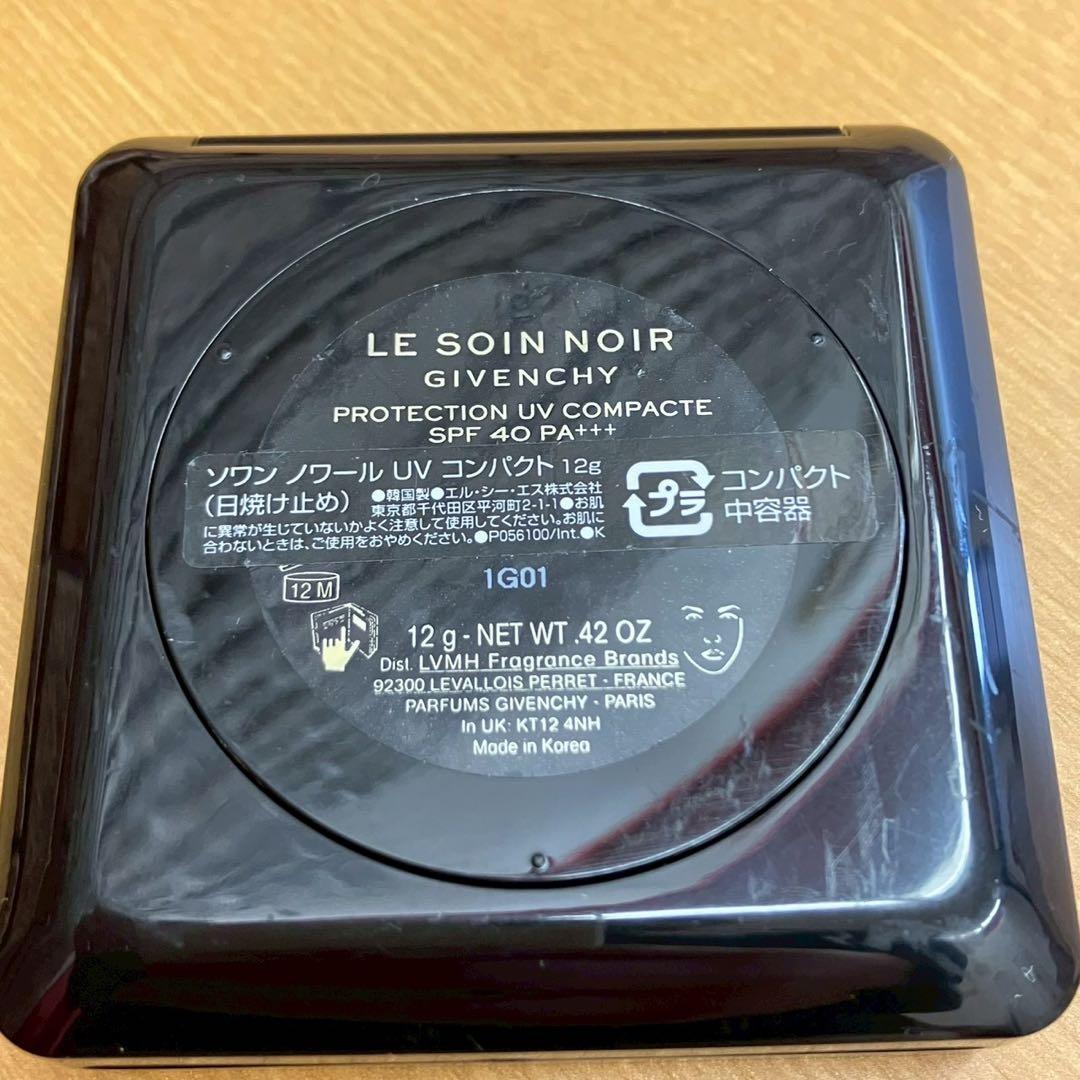 LE SOIN NOIR
GIVENCHY
PROTECTION UV COMPACTE
SPF 40 PA+++
ソワン ノワール UV コンパクト 12g
(日焼け止め) ●韓国製●エル・シー・エス株式会社
東京都千代田区平河町2-1-1●お肌
に異常が生じていないかよく注意して使用してください。お肌に
合わないときは、ご使用をおやめください。●P056100/Int.●K
プラ
コンパクト
中容器
1G01
12 M
12 g - NET WT .42 OZ
Dist. LVMH Fragrance Brands
92300 LEVALLOIS PERRET - FRANCE
PARFUMS GIVENCHY - PARIS
In UK: KT12 4NH
Made in Korea